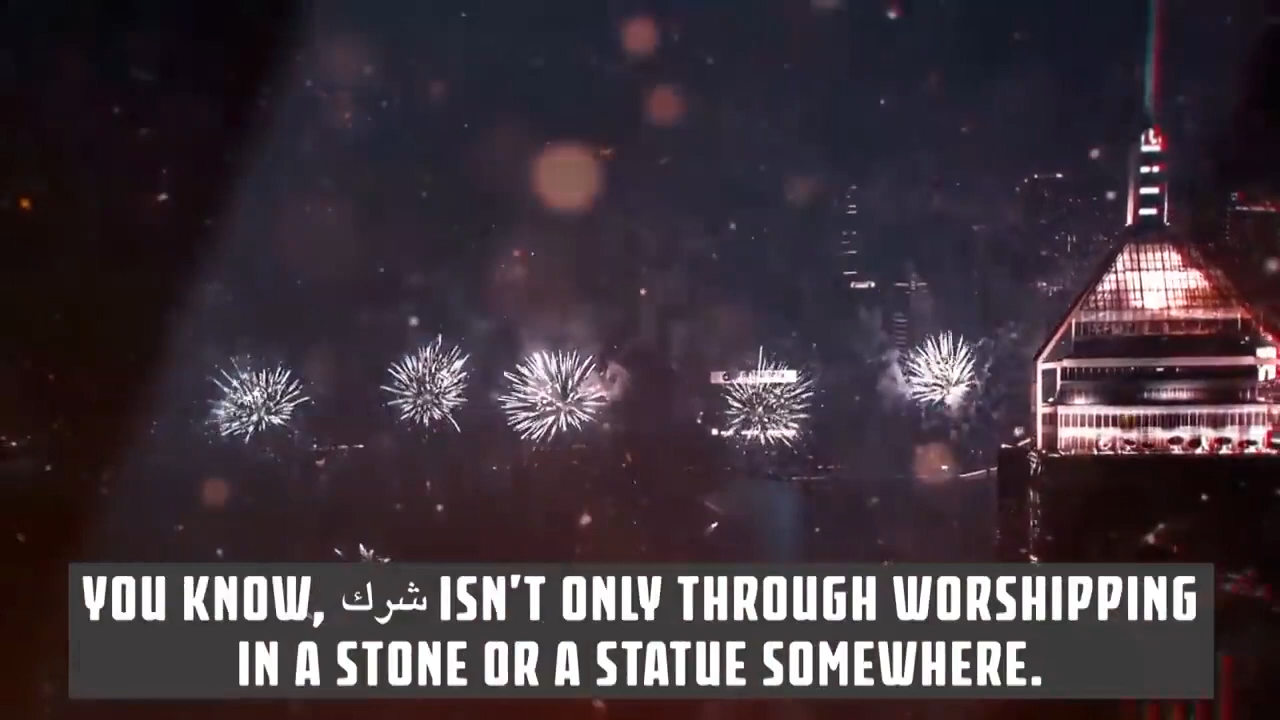 YOU KNOW, شرك ISN'T ONLY THROUGH WORSHIPPING
IN A STONE OR A STATUE SOMEWHERE.